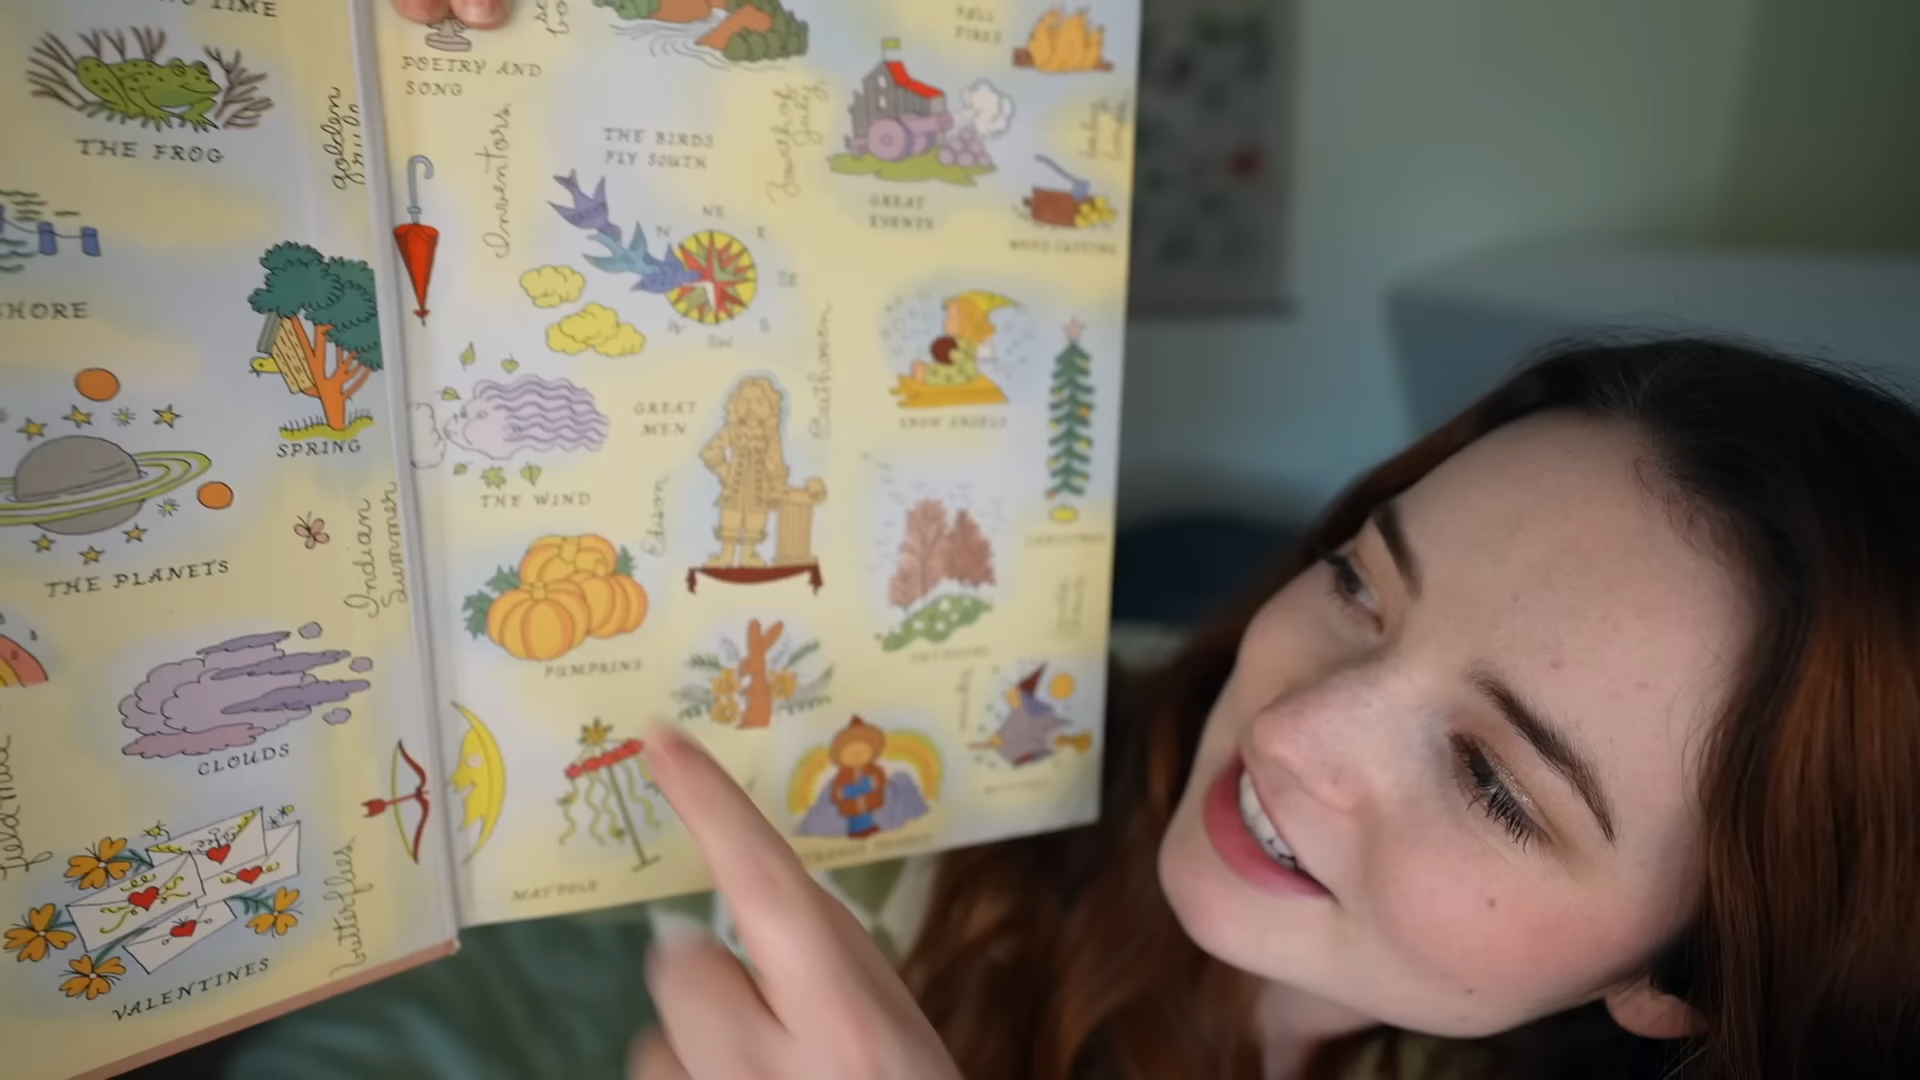 TIME
THE FROG
golden
SHORE
SPRING
THE PLANETS
Indian
Summer
CLOUDS
VALENTINES
butterflies
POETRY AND
SONG
Inventors
THE BIRDS
FLY SOUTH
NE
N
E
SE
S
SW
W
Fourth of
July
FALL
FIRES
GREAT
EVENTS
WOOD CUTTING
Beethoven
SNOW ANGELS
GREAT
MEN
THE WIND
Edison
CHRISTMAS
PUMPKINS
MAY POLE